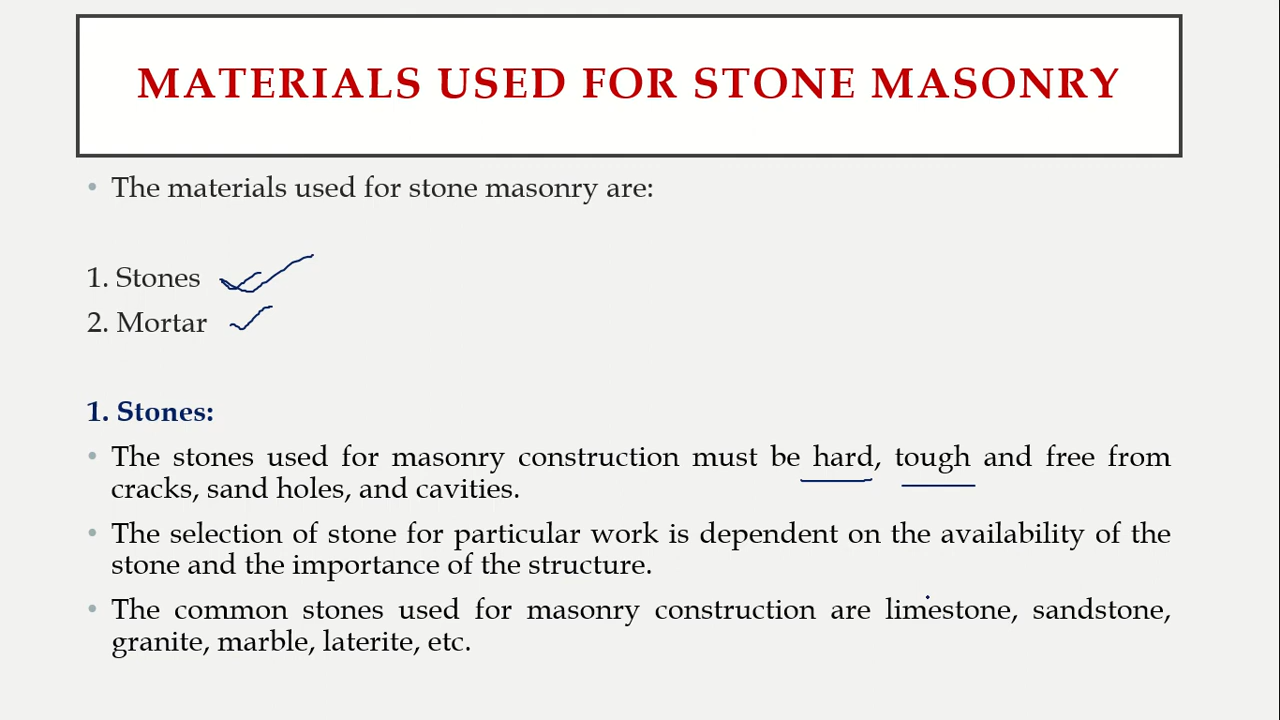 MATERIALS USED FOR STONE MASONRY
• The materials used for stone masonry are:
1. Stones
2. Mortar
1. Stones:
• The stones used for masonry construction must be hard, tough and free from
cracks, sand holes, and cavities.
• The selection of stone for particular work is dependent on the availability of the
stone and the importance of the structure.
• The common stones used for masonry construction are limestone, sandstone,
granite, marble, laterite, etc.